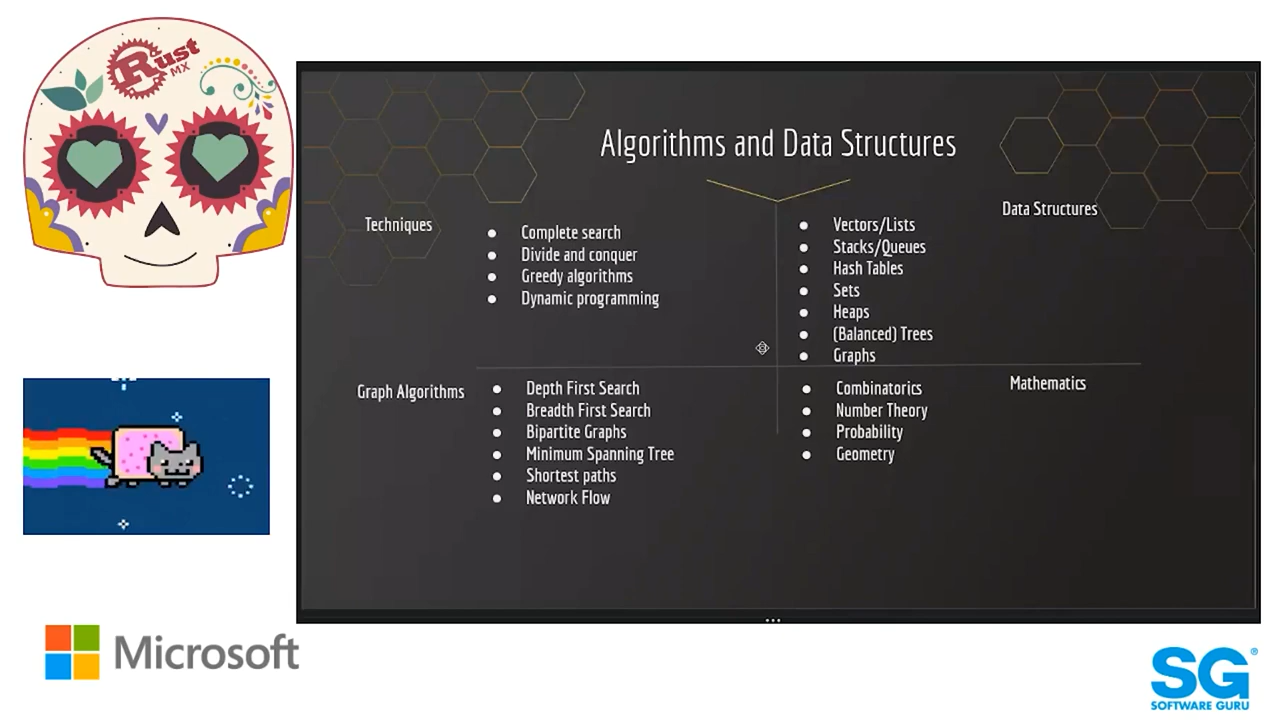 Rust
MX
Algorithms and Data Structures
Techniques
Complete search
Divide and conquer
Greedy algorithms
Dynamic programming
Data Structures
Vectors/Lists
Stacks/Queues
Hash Tables
Sets
Heaps
(Balanced) Trees
Graphs
Graph Algorithms
Depth First Search
Breadth First Search
Bipartite Graphs
Minimum Spanning Tree
Shortest paths
Network Flow
Mathematics
Combinatorics
Number Theory
Probability
Geometry
Microsoft
SG®
SOFTWARE GURU